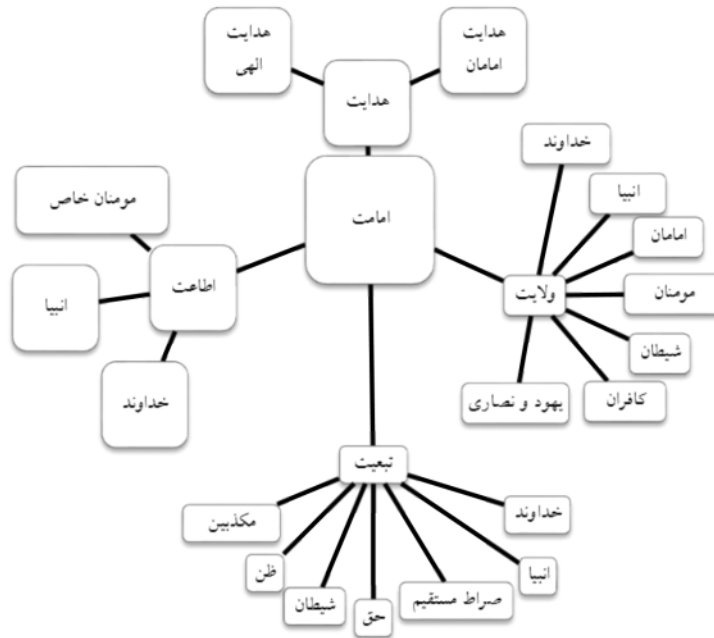 هدایت
امامان
هدایت
الهی
هدایت
امامت
خداوند
انبیا
امامان
مومنان
شیطان
کافران
یهود و نصاری
ولایت
مومنان خاص
اطاعت
انبیا
خداوند
تبعیت
خداوند
انبیا
صراط مستقیم
حق
شیطان
ظن
مکذبین